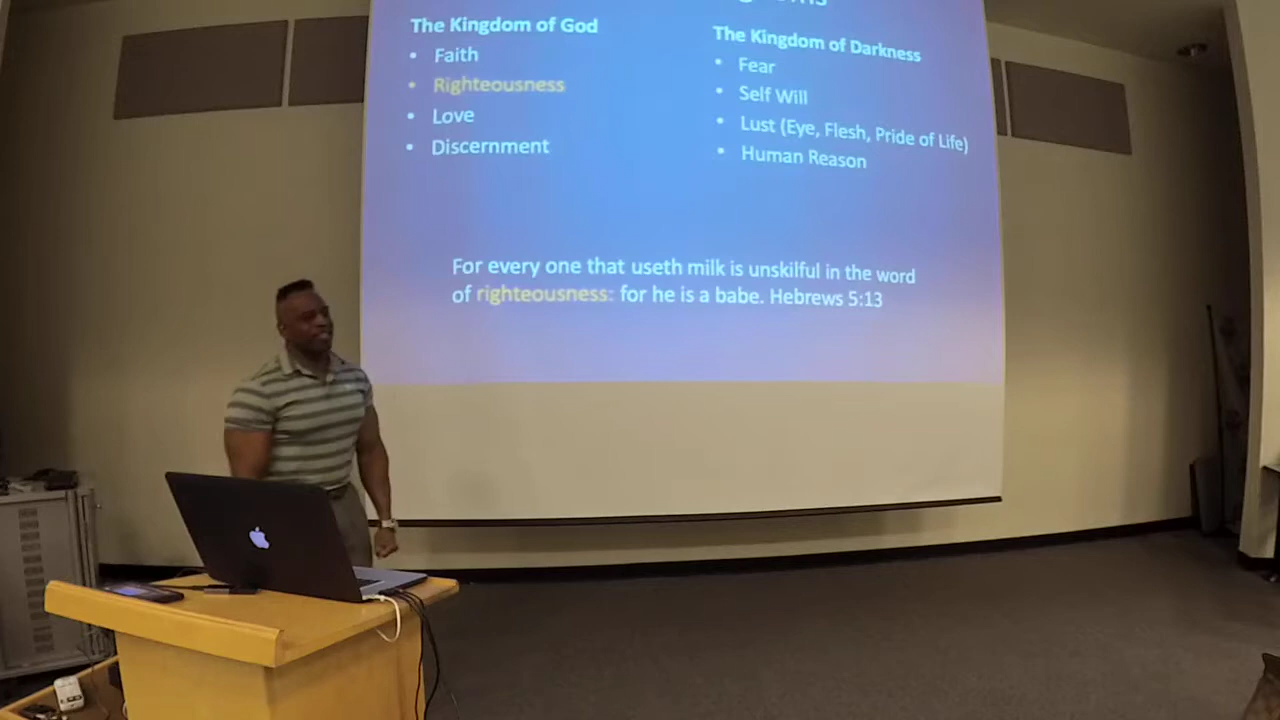 The Kingdom of God
• Faith
• Righteousness
• Love
• Discernment
The Kingdom of Darkness
• Fear
• Self Will
• Lust (Eye, Flesh, Pride of Life)
• Human Reason
For every one that useth milk is unskilful in the word
of righteousness: for he is a babe. Hebrews 5:13